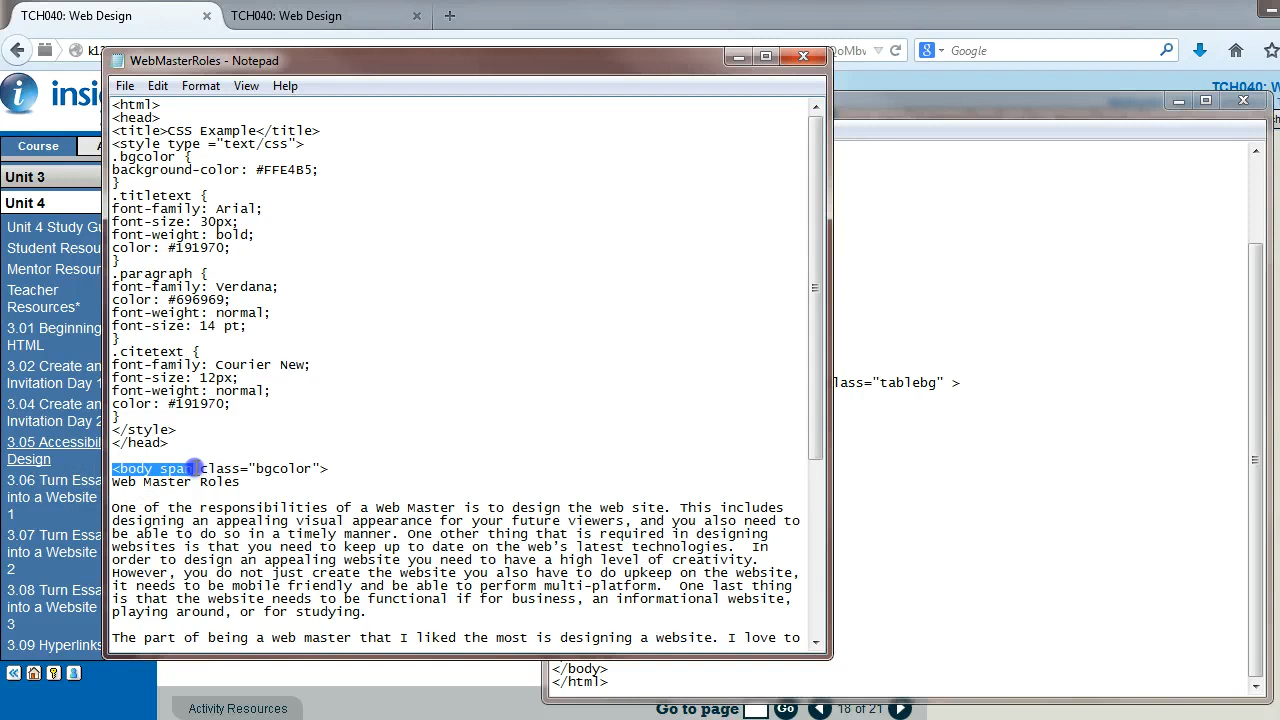 TCH040: Web Design
TCH040: Web Design
Google
WebMasterRoles - Notepad
File Edit Format View Help
TCH040: W
Course
Unit 3
Unit 4
Unit 4 Study Gu
Student Resou
Mentor Resour
Teacher
Resources*
3.01 Beginning
HTML
3.02 Create an
Invitation Day 1
3.04 Create an
Invitation Day 2
3.05 Accessibil
Design
3.06 Turn Essa
into a Website
1
3.07 Turn Essa
into a Website
2
3.08 Turn Essa
into a Website
3
3.09 Hyperlinks
<html>
<head>
<title>CSS Example</title>
<style type ="text/css">
.bgcolor {
background-color: #FFE4B5;
}
.titletext {
font-family: Arial;
font-size: 30px;
font-weight: bold;
color: #191970;
}
.paragraph {
font-family: Verdana;
color: #696969;
font-weight: normal;
font-size: 14 pt;
}
.citetext {
font-family: Courier New;
font-size: 12px;
font-weight: normal;
color: #191970;
}
</style>
</head>
<body span class="bgcolor">
Web Master Roles
One of the responsibilities of a Web Master is to design the web site. This includes
designing an appealing visual appearance for your future viewers, and you also need to
be able to do so in a timely manner. One other thing that is required in designing
websites is that you need to keep up to date on the web's latest technologies.  In
order to design an appealing website you need to have a high level of creativity.
However, you do not just create the website you also have to do upkeep on the website,
it needs to be mobile friendly and be able to perform multi-platform.  One last thing
is that the website needs to be functional if for business, an informational website,
playing around, or for studying.
The part of being a web master that I liked the most is designing a website. I love to
lass="tablebg" >
</body>
</html>
Activity Resources
Go to page Go 18 of 21